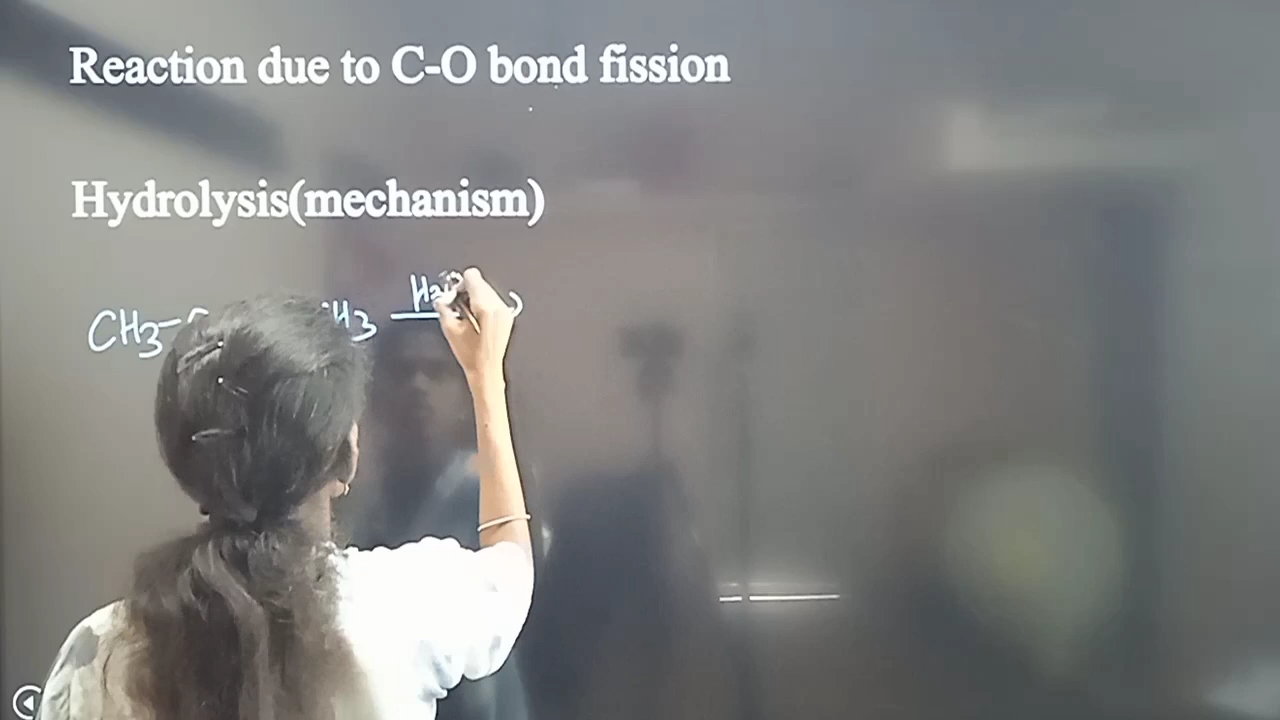 Reaction due to C-O bond fission
Hydrolysis(mechanism)
CH3-